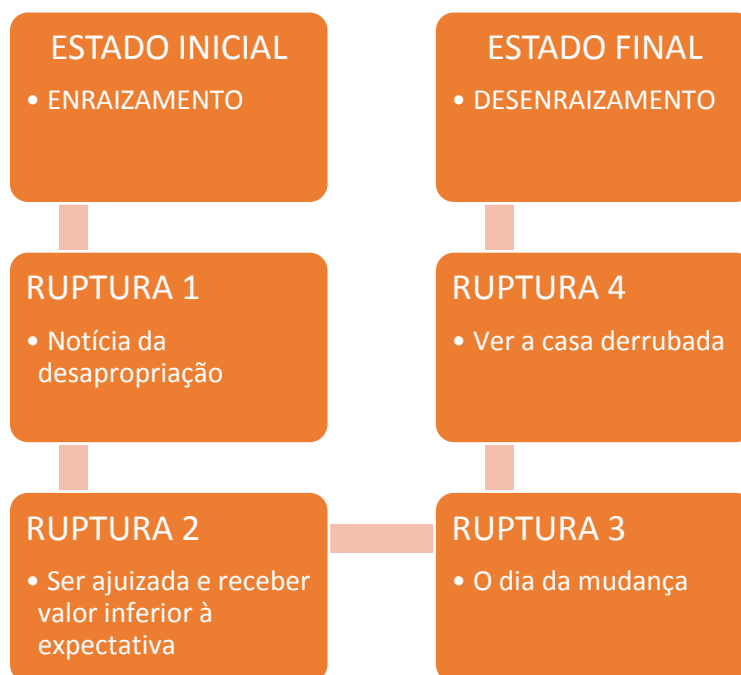 ESTADO INICIAL
• ENRAIZAMENTO
RUPTURA 1
• Notícia da
desapropriação
RUPTURA 2
• Ser ajuizada e receber
valor inferior à
expectativa
RUPTURA 3
• O dia da mudança
RUPTURA 4
• Ver a casa derrubada
ESTADO FINAL
• DESENRAIZAMENTO